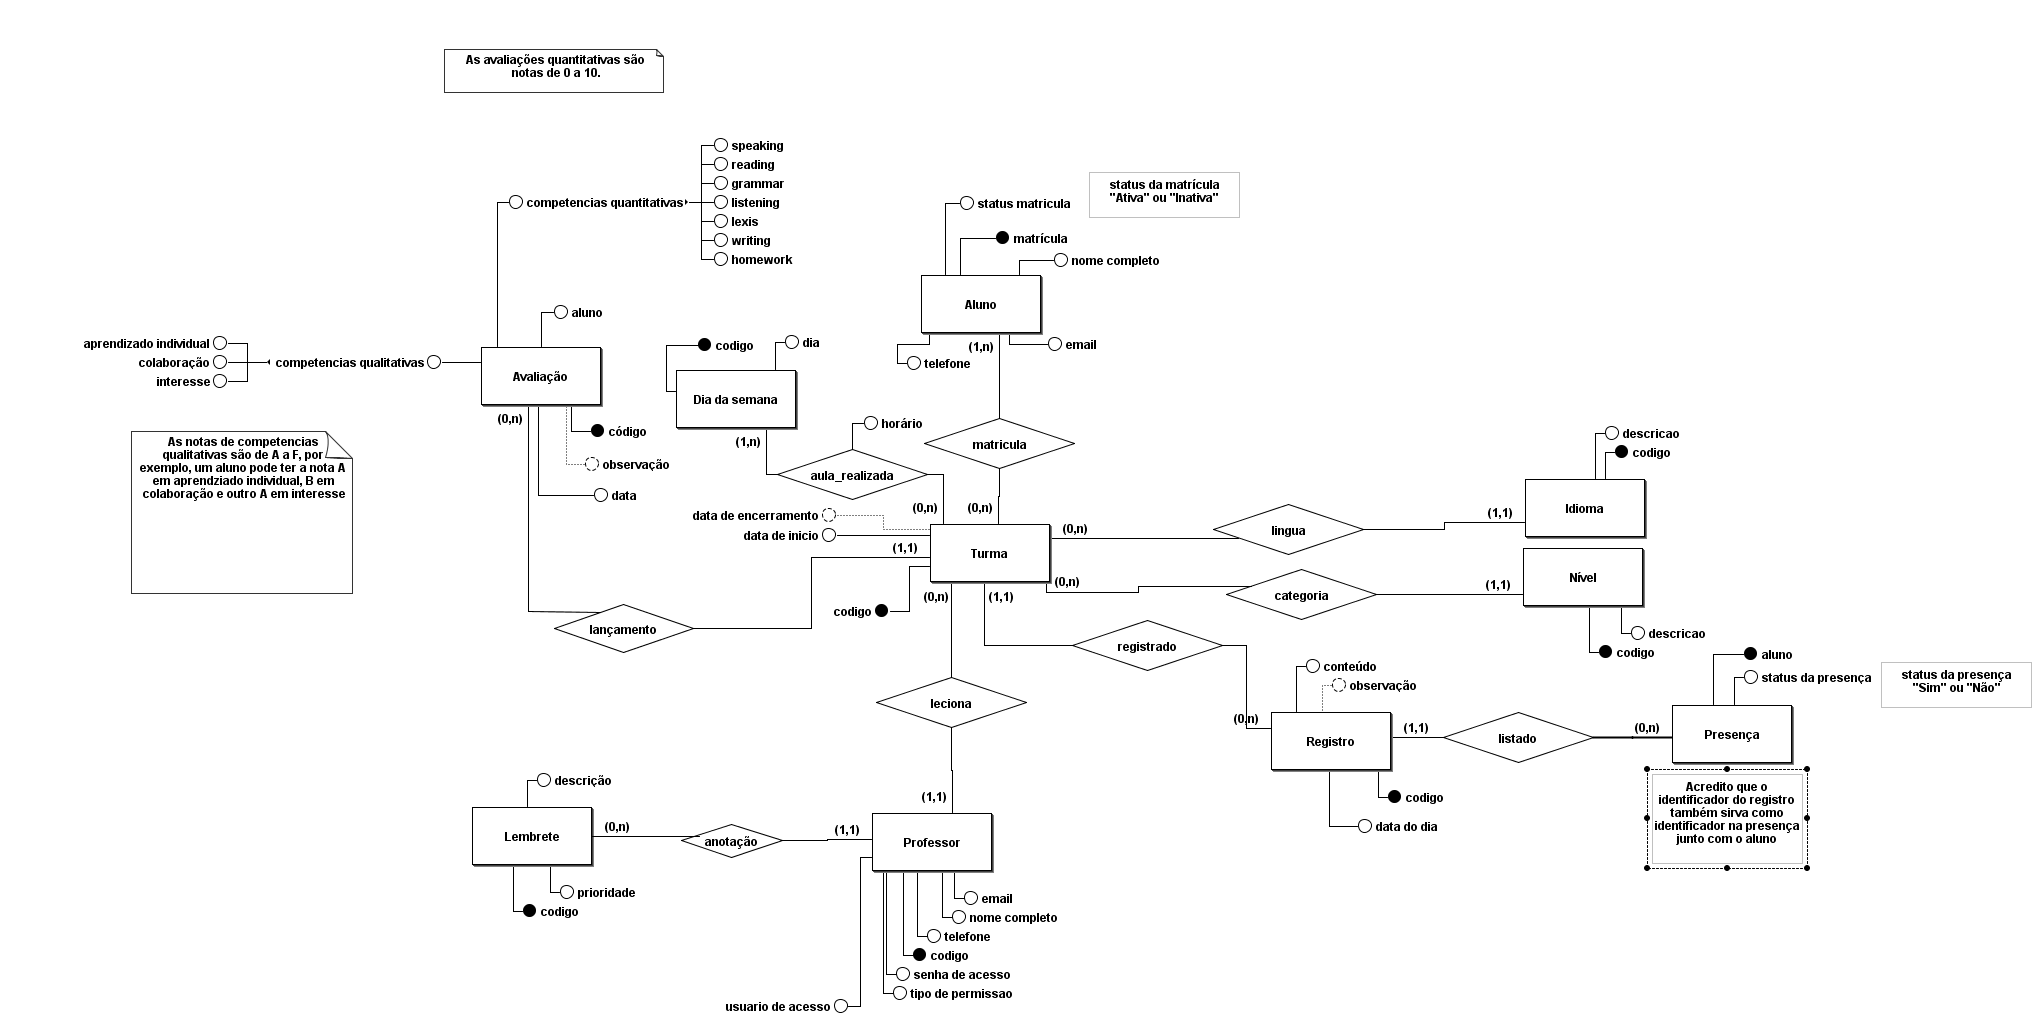 As avaliações quantitativas são
notas de 0 a 10.
speaking
reading
grammar
competencias quantitativas
listening
lexis
writing
homework
status da matrícula
"Ativa" ou "Inativa"
status matricula
matrícula
nome completo
Aluno
(1,n)
email
telefone
aluno
aprendizado individual
colaboração
interesse
competencias qualitativas
Avaliação
(0,n)
código
observação
data
As notas de competencias
qualitativas são de A a F, por
exemplo, um aluno pode ter a nota A
em aprendziado individual, B em
colaboração e outro A em interesse
codigo
dia
Dia da semana
(1,n)
horário
aula_realizada
(0,n)
matricula
(0,n)
data de encerramento
data de inicio
(1,1)
Turma
codigo
(0,n)
(1,1)
(0,n)
lingua
(1,1)
descricao
codigo
Idioma
(0,n)
categoria
(1,1)
Nível
descricao
codigo
lançamento
registrado
leciona
(1,1)
conteúdo
observação
(0,n)
Registro
(1,1)
listado
(0,n)
codigo
data do dia
aluno
status da presença
Presença
status da presença
"Sim" ou "Não"
Acredito que o
identificador do registro
também sirva como
identificador na presença
junto com o aluno
descrição
Lembrete
(0,n)
anotação
(1,1)
Professor
prioridade
codigo
email
nome completo
telefone
codigo
senha de acesso
tipo de permissao
usuario de acesso